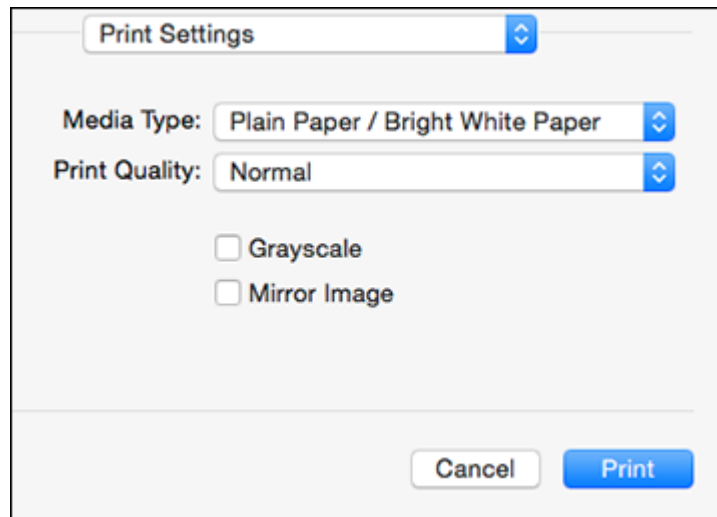 Print Settings
Media Type: Plain Paper / Bright White Paper
Print Quality: Normal
Grayscale
Mirror Image
Cancel Print